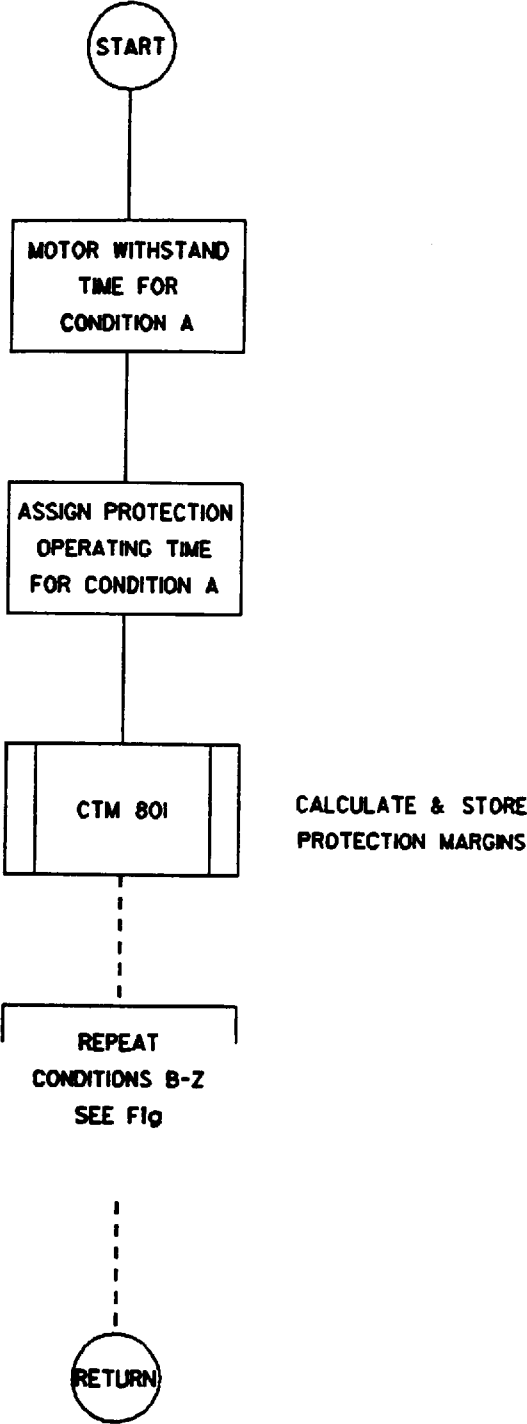 START
MOTOR WITHSTAND
TIME FOR
CONDITION A
ASSIGN PROTECTION
OPERATING TIME
FOR CONDITION A
CTM 801
CALCULATE & STORE
PROTECTION MARGINS
REPEAT
CONDITIONS B-Z
SEE Fig
RETURN